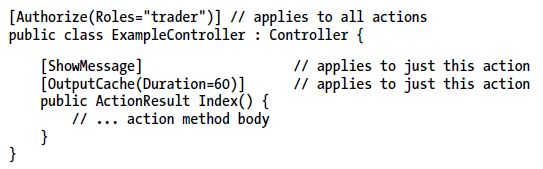 [Authorize(Roles="trader")] // applies to all actions
public class ExampleController : Controller {
[ShowMessage] // applies to just this action
[OutputCache(Duration=60)] // applies to just this action
public ActionResult Index() {
// ... action method body
}
}